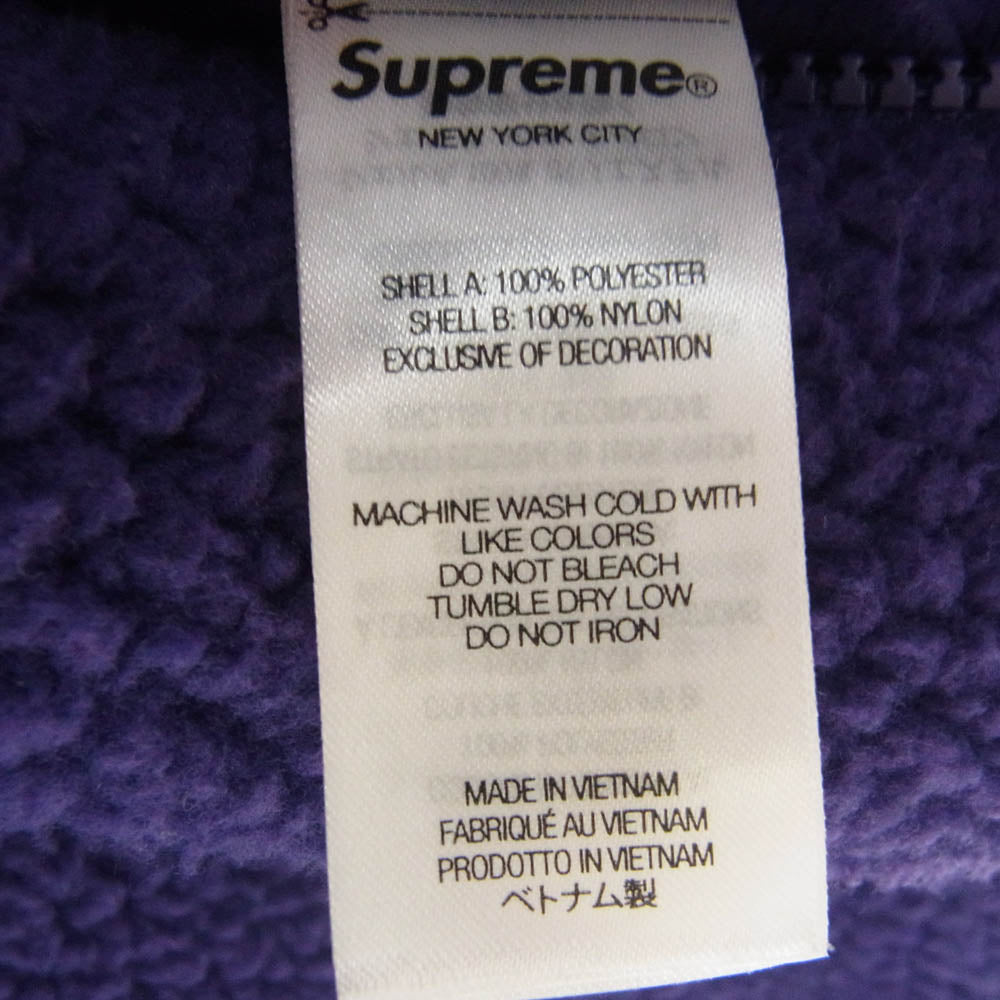 Supreme®
NEW YORK CITY
SHELL A: 100% POLYESTER
SHELL B: 100% NYLON
EXCLUSIVE OF DECORATION
MACHINE WASH COLD WITH
LIKE COLORS
DO NOT BLEACH
TUMBLE DRY LOW
DO NOT IRON
MADE IN VIETNAM
FABRIQUÉ AU VIETNAM
PRODOTTO IN VIETNAM
ベトナム製